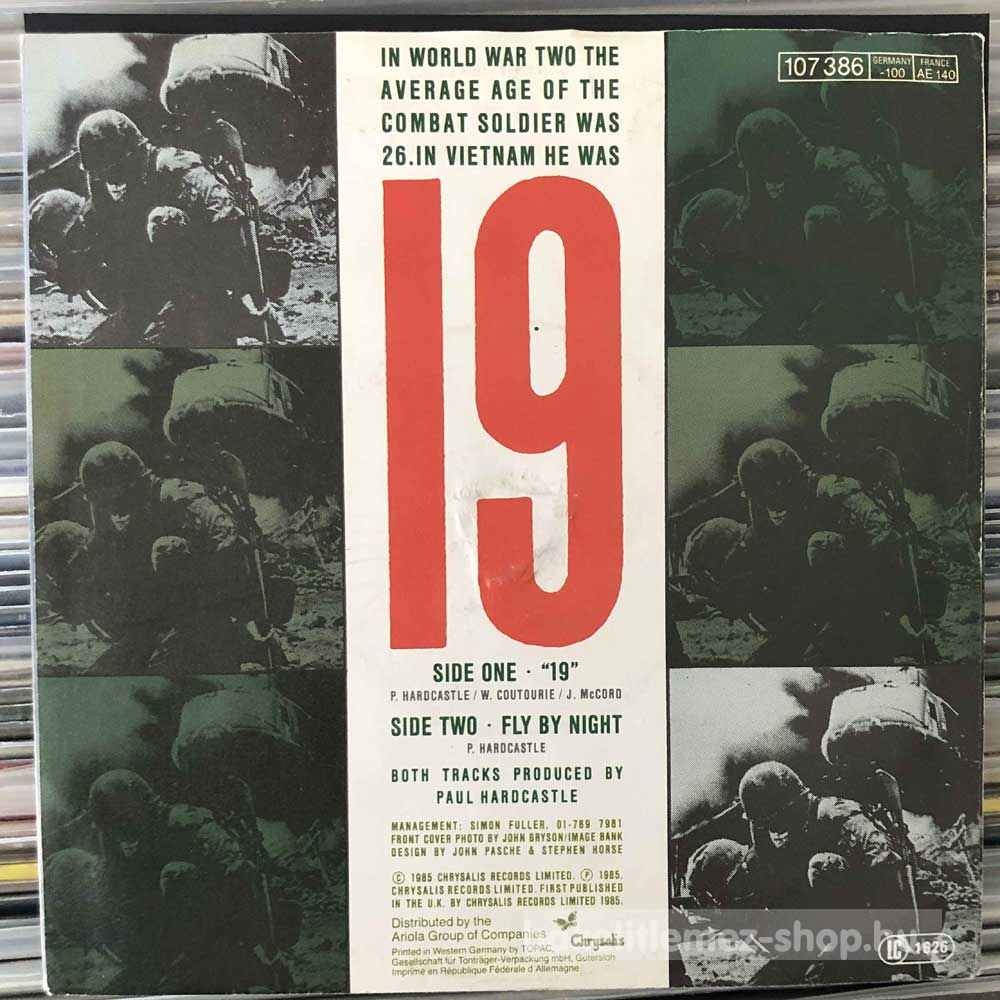 IN WORLD WAR TWO THE
AVERAGE AGE OF THE
COMBAT SOLDIER WAS
26.IN VIETNAM HE WAS
19
107 386
GERMANY
-100
FRANCE
AE 140
SIDE ONE · "19"
P. HARDCASTLE / W. COUTOURIE / J. McCORD
SIDE TWO · FLY BY NIGHT
P. HARDCASTLE
BOTH TRACKS PRODUCED BY
PAUL HARDCASTLE
MANAGEMENT: SIMON FULLER, 01-789 7981
FRONT COVER PHOTO BY JOHN BRYSON/IMAGE BANK
DESIGN BY JOHN PASCHE & STEPHEN HORSE
© 1985 CHRYSALIS RECORDS LIMITED. ℗ 1985,
CHRYSALIS RECORDS LIMITED. FIRST PUBLISHED
IN THE U.K. BY CHRYSALIS RECORDS LIMITED 1985.
Distributed by the
Ariola Group of Companies
Chrysalis
Printed in Western Germany by TOPAC,
Gesellschaft für Tonträger-Verpackung mbH, Gütersloh
Imprimé en République Fédérale d'Allemagne
LC 1626